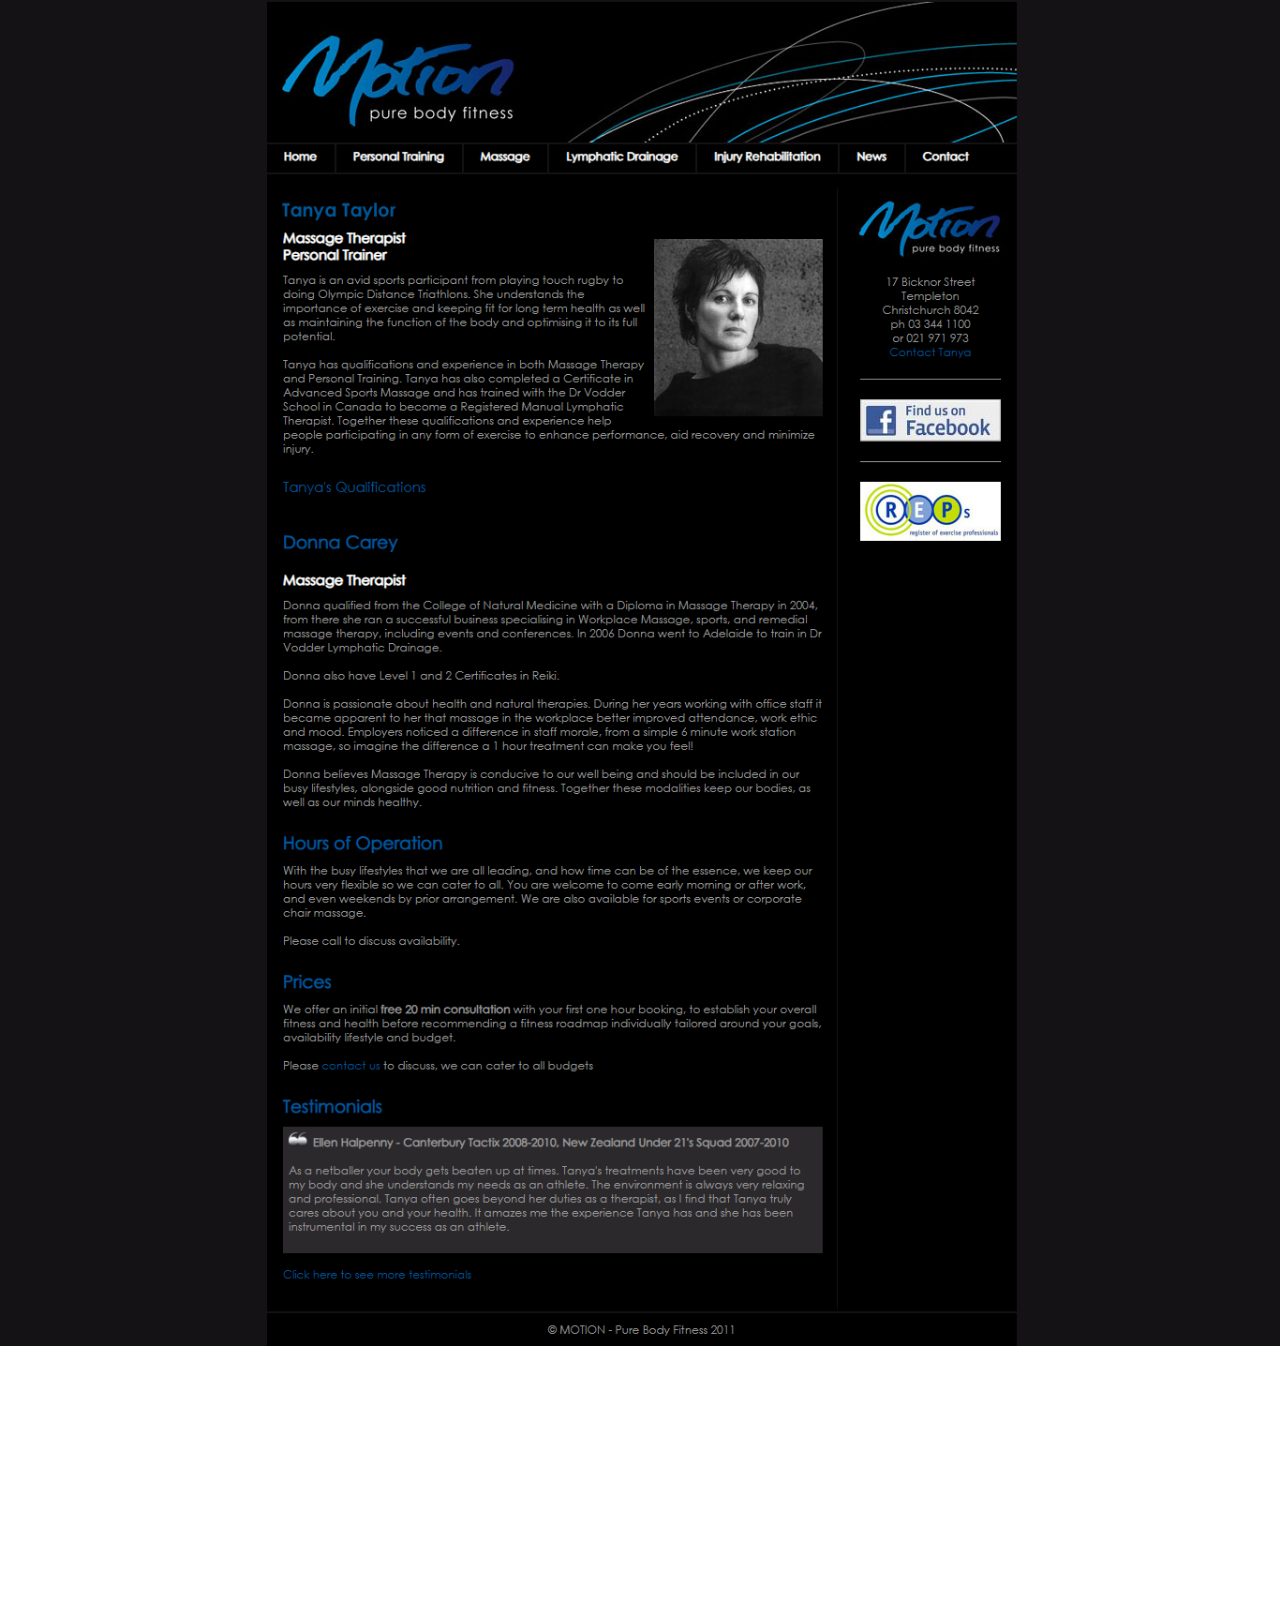 Motion
pure body fitness
Home
Personal Training
Massage
Lymphatic Drainage
Injury Rehabilitation
News
Contact
Tanya Taylor
Massage Therapist
Personal Trainer
Tanya is an avid sports participant from playing touch rugby to
doing Olympic Distance Triathlons. She understands the
importance of exercise and keeping fit for long term health as well
as maintaining the function of the body and optimising it to its full
potential.
Tanya has qualifications and experience in both Massage Therapy
and Personal Training. Tanya has also completed a Certificate in
Advanced Sports Massage and has trained with the Dr Vodder
School in Canada to become a Registered Manual Lymphatic
Therapist. Together these qualifications and experience help
people participating in any form of exercise to enhance performance, aid recovery and minimize
injury.
Tanya's Qualifications
Donna Carey
Massage Therapist
Donna qualified from the College of Natural Medicine with a Diploma in Massage Therapy in 2004,
from there she ran a successful business specialising in Workplace Massage, sports, and remedial
massage therapy, including events and conferences. In 2006 Donna went to Adelaide to train in Dr
Vodder Lymphatic Drainage.
Donna also have Level 1 and 2 Certificates in Reiki.
Donna is passionate about health and natural therapies. During her years working with office staff it
became apparent to her that massage in the workplace better improved attendance, work ethic
and mood. Employers noticed a difference in staff morale, from a simple 6 minute work station
massage, so imagine the difference a 1 hour treatment can make you feel!
Donna believes Massage Therapy is conducive to our well being and should be included in our
busy lifestyles, alongside good nutrition and fitness. Together these modalities keep our bodies, as
well as our minds healthy.
Hours of Operation
With the busy lifestyles that we are all leading, and how time can be of the essence, we keep our
hours very flexible so we can cater to all. You are welcome to come early morning or after work,
and even weekends by prior arrangement. We are also available for sports events or corporate
chair massage.
Please call to discuss availability.
Prices
We offer an initial free 20 min consultation with your first one hour booking, to establish your overall
fitness and health before recommending a fitness roadmap individually tailored around your goals,
availability lifestyle and budget.
Please contact us to discuss, we can cater to all budgets
Testimonials
❝ Ellen Halpenny - Canterbury Tactix 2008-2010, New Zealand Under 21's Squad 2007-2010
As a netballer your body gets beaten up at times. Tanya's treatments have been very good to
my body and she understands my needs as an athlete. The environment is always very relaxing
and professional. Tanya often goes beyond her duties as a therapist, as I find that Tanya truly
cares about you and your health. It amazes me the experience Tanya has and she has been
instrumental in my success as an athlete.
Click here to see more testimonials
Motion
pure body fitness
17 Bicknor Street
Templeton
Christchurch 8042
ph 03 344 1100
or 021 971 973
Contact Tanya
f Find us on
Facebook
REPs
register of exercise professionals
© MOTION - Pure Body Fitness 2011